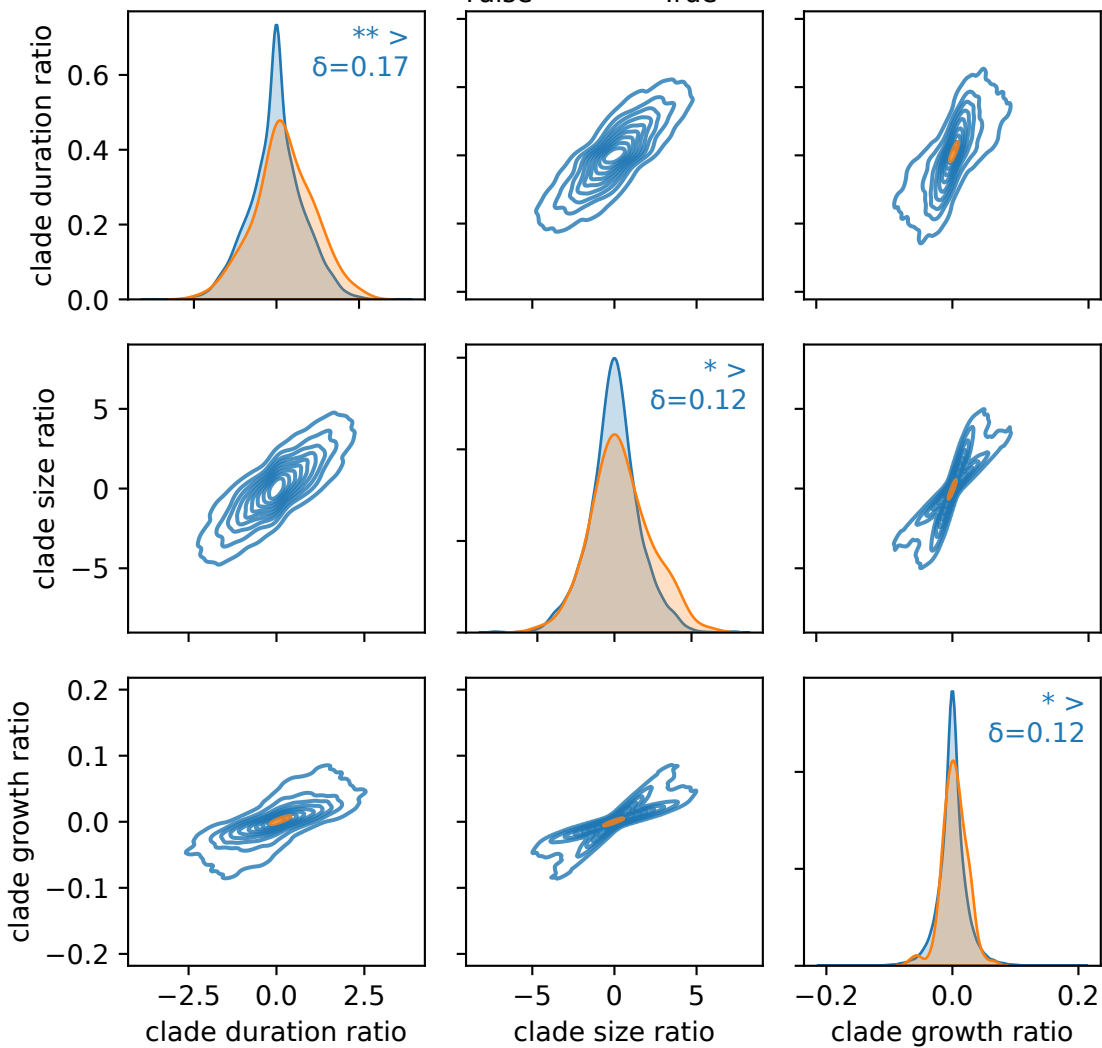 True
clade duration ratio
0.6
0.4
0.2
0.0
** >
δ=0.17
clade size ratio
5
0
−5
* >
δ=0.12
clade growth ratio
0.2
0.1
0.0
−0.1
−0.2
* >
δ=0.12
−2.5 0.0 2.5
−5 0 5
−0.2 0.0 0.2
clade duration ratio
clade size ratio
clade growth ratio